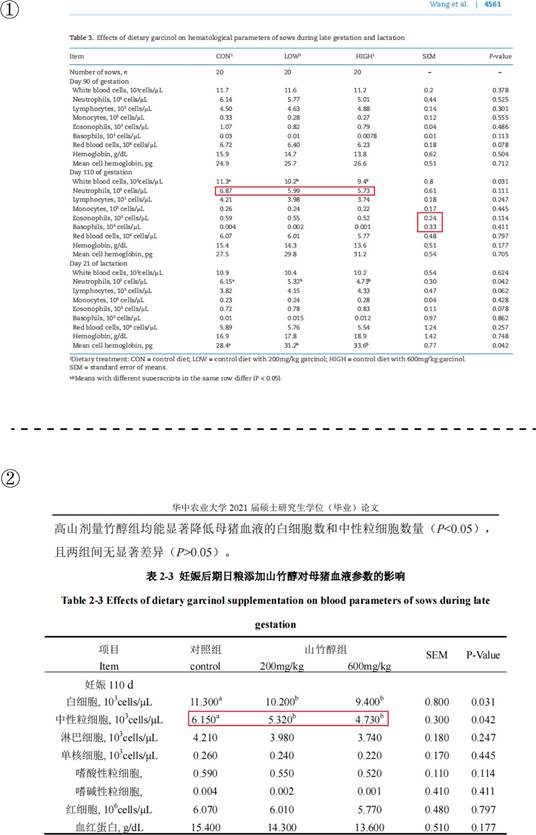 ①
Wang et al. | 4561
Table 3. Effects of dietary garcinol on hematological parameters of sows during late gestation and lactation
Item CON¹ LOW¹ HIGH¹ SEM P-value
Number of sows, n 20 20 20 – –
Day 90 of gestation
White blood cells, 10³cells/μL 11.7 11.6 11.2 0.2 0.378
Neutrophils, 10³ cells/μL 6.14 5.77 5.01 0.44 0.525
Lymphocytes, 10³ cells/μL 4.50 4.63 4.88 0.14 0.301
Monocytes, 10³ cells/μL 0.33 0.28 0.27 0.12 0.555
Eosonophils, 10³ cells/μL 1.07 0.82 0.79 0.04 0.486
Basophils, 10³ cells/μL 0.03 0.01 0.0078 0.01 0.113
Red blood cells, 10⁶ cells/μL 6.72 6.40 6.23 0.18 0.078
Hemoglobin, g/dL 15.9 14.7 13.8 0.62 0.504
Mean cell hemoglobin, pg 24.9 25.7 26.6 0.51 0.712
Day 110 of gestation
White blood cells, 10³cells/μL 11.3ᵃ 10.2ᵇ 9.4ᵇ 0.8 0.031
Neutrophils, 10³ cells/μL 6.87 5.99 5.73 0.61 0.111
Lymphocytes, 10³ cells/μL 4.21 3.98 3.74 0.18 0.247
Monocytes, 10³ cells/μL 0.26 0.24 0.22 0.17 0.445
Eosonophils, 10³ cells/μL 0.59 0.55 0.52 0.24 0.114
Basophils, 10³ cells/μL 0.004 0.002 0.001 0.33 0.411
Red blood cells, 10⁶ cells/μL 6.07 6.01 5.77 0.48 0.797
Hemoglobin, g/dL 15.4 14.3 13.6 0.51 0.177
Mean cell hemoglobin, pg 27.5 29.8 31.2 0.54 0.705
Day 21 of lactation
White blood cells, 10³cells/μL 10.9 10.4 10.2 0.54 0.624
Neutrophils, 10³ cells/μL 6.15ᵃ 5.32ᵇ 4.73ᵇ 0.30 0.042
Lymphocytes, 10³ cells/μL 3.82 4.15 4.33 0.47 0.062
Monocytes, 10³ cells/μL 0.23 0.24 0.28 0.04 0.428
Eosonophils, 10³ cells/μL 0.72 0.78 0.83 0.11 0.078
Basophils, 10³ cells/μL 0.01 0.015 0.012 0.97 0.862
Red blood cells, 10⁶ cells/μL 5.89 5.76 5.54 1.24 0.257
Hemoglobin, g/dL 16.9 17.8 18.9 1.42 0.748
Mean cell hemoglobin, pg 28.4ᵃ 31.2ᵇ 33.6ᵇ 0.77 0.042
¹Dietary treatment: CON = control diet; LOW = control diet with 200mg/kg garcinol; HIGH = control diet with 600mg/kg garcinol.
SEM = standard error of means.
ᵃᵇMeans with different superscripts in the same row differ (P < 0.05).
②
华中农业大学 2021 届硕士研究生学位（毕业）论文
高山剂量竹醇组均能显著降低母猪血液的白细胞数和中性粒细胞数量（P<0.05），
且两组间无显著差异（P>0.05）。
表 2-3 妊娠后期日粮添加山竹醇对母猪血液参数的影响
Table 2-3 Effects of dietary garcinol supplementation on blood parameters of sows during late
gestation
项目 对照组 山竹醇组 SEM P-Value
Item control 200mg/kg 600mg/kg
妊娠 110 d
白细胞, 10³cells/μL 11.300ᵃ 10.200ᵇ 9.400ᵇ 0.800 0.031
中性粒细胞, 10³cells/μL 6.150ᵃ 5.320ᵇ 4.730ᵇ 0.300 0.042
淋巴细胞, 10³cells/μL 4.210 3.980 3.740 0.180 0.247
单核细胞, 10³cells/μL 0.260 0.240 0.220 0.170 0.445
嗜酸性粒细胞, 0.590 0.550 0.520 0.110 0.114
嗜碱性粒细胞, 0.004 0.002 0.001 0.410 0.411
红细胞, 10⁶cells/μL 6.070 6.010 5.770 0.480 0.797
血红蛋白, g/dL 15.400 14.300 13.600 0.510 0.177